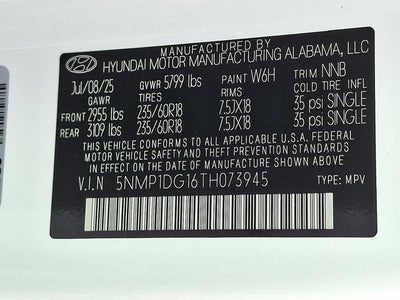 MANUFACTURED BY
HYUNDAI MOTOR MANUFACTURING ALABAMA, LLC
Jul/08/25 GVWR 5799 lbs PAINT W6H TRIM NNB
GAWR TIRES RIMS COLD TIRE INFL
FRONT 2955 lbs 235/60R18 7.5JX18 35 psi SINGLE
REAR 3109 lbs 235/60R18 7.5JX18 35 psi SINGLE
THIS VEHICLE CONFORMS TO ALL APPLICABLE U.S. FEDERAL
MOTOR VEHICLE SAFETY, BUMPER, AND THEFT PREVENTION STANDARDS
IN EFFECT ON THE DATE OF MANUFACTURE SHOWN ABOVE.
V.I.N 5NMP1DG16TH073945 TYPE: MPV